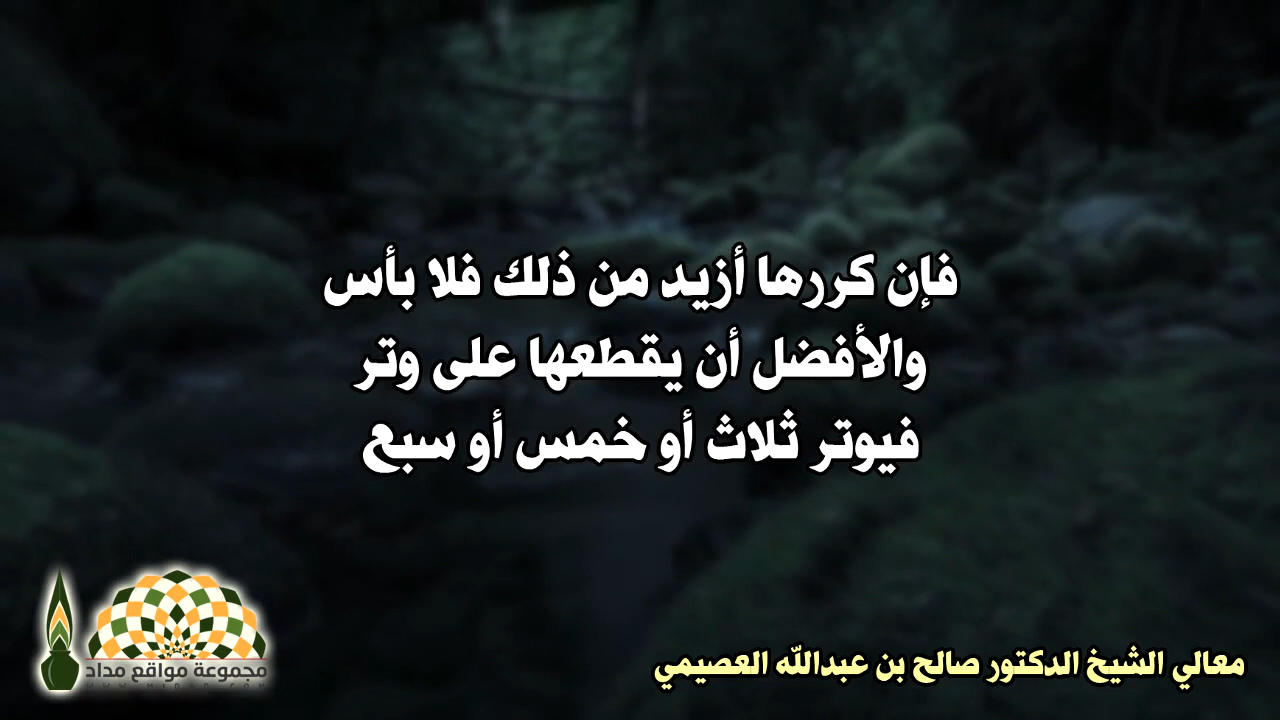 فإن كررها أزيد من ذلك فلا بأس
والأفضل أن يقطعها على وتر
فيوتر ثلاث أو خمس أو سبع
معالي الشيخ الدكتور صالح بن عبدالله العصيمي
مجموعة مواقع مداد